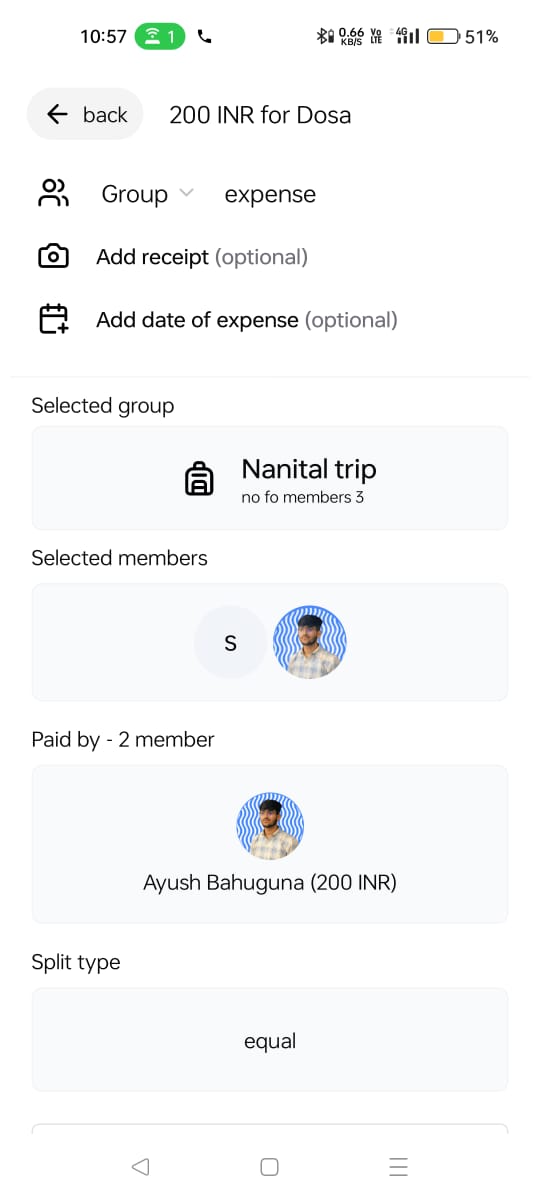 10:57 1 0.66 KB/S VoLTE 4G 51%
back 200 INR for Dosa
Group expense
Add receipt (optional)
Add date of expense (optional)
Selected group
Nanital trip
no fo members 3
Selected members
S
Paid by - 2 member
Ayush Bahuguna (200 INR)
Split type
equal